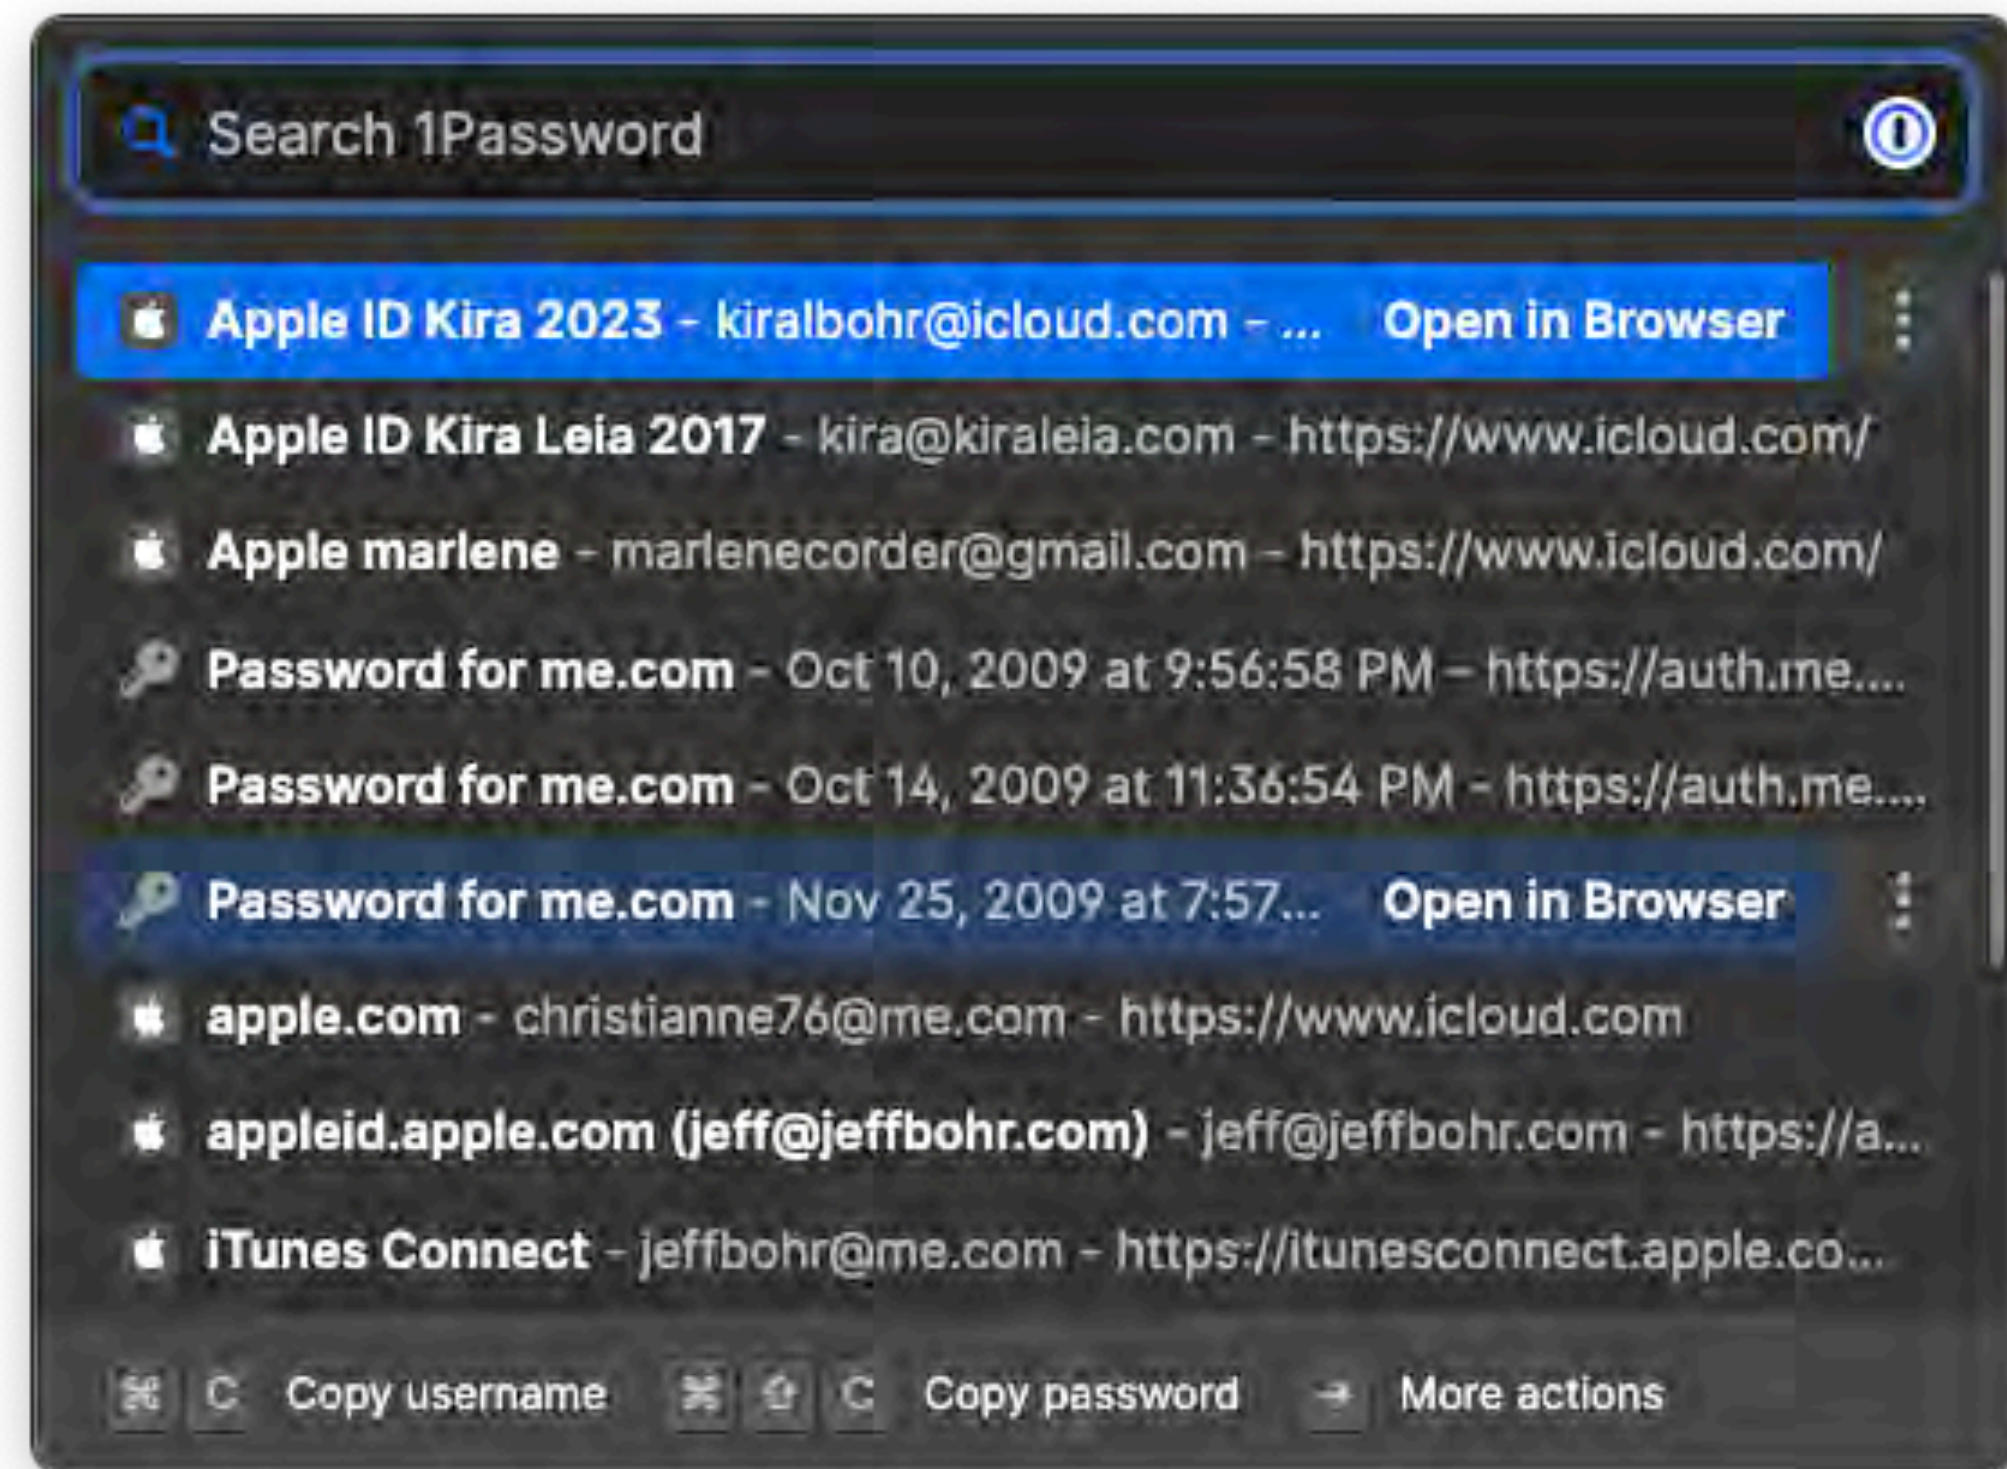 Search 1Password
Apple ID Kira 2023 - kiralbohr@icloud.com - ... Open in Browser
Apple ID Kira Leia 2017 - kira@kiraleia.com - https://www.icloud.com/
Apple marlene - marlenecorder@gmail.com - https://www.icloud.com/
Password for me.com - Oct 10, 2009 at 9:56:58 PM - https://auth.me....
Password for me.com - Oct 14, 2009 at 11:36:54 PM - https://auth.me....
Password for me.com - Nov 25, 2009 at 7:57... Open in Browser
apple.com - christianne76@me.com - https://www.icloud.com
appleid.apple.com (jeff@jeffbohr.com) - jeff@jeffbohr.com - https://a...
iTunes Connect - jeffbohr@me.com - https://itunesconnect.apple.co...
⌘ C Copy username ⌘ ⇧ C Copy password → More actions